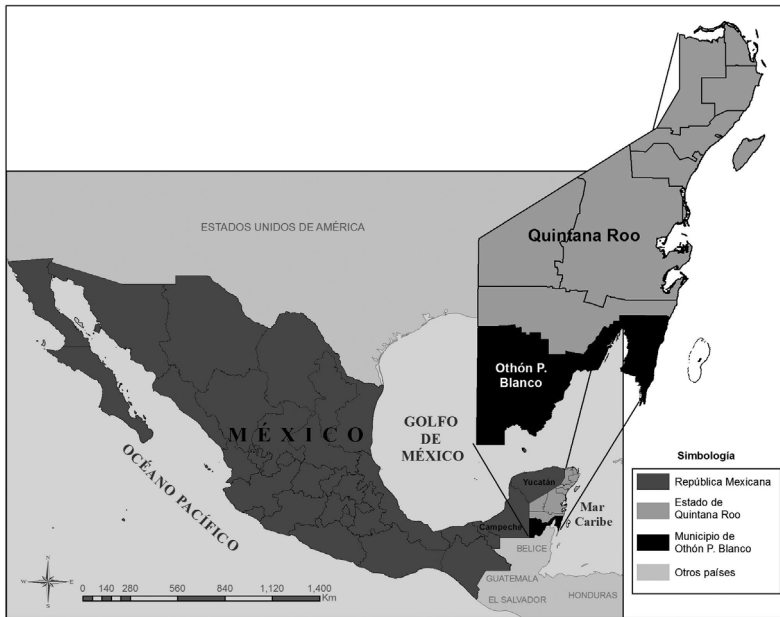 ESTADOS UNIDOS DE AMÉRICA
Quintana Roo
Othón P.
Blanco
MÉXICO
GOLFO
DE
MÉXICO
OCÉANO PACÍFICO
Yucatán
Campeche
Mar
Caribe
BELICE
GUATEMALA
EL SALVADOR
HONDURAS
N
W
E
S
0 140 280 560 840 1,120 1,400
Km
Simbología
República Mexicana
Estado de
Quintana Roo
Municipio de
Othón P. Blanco
Otros países